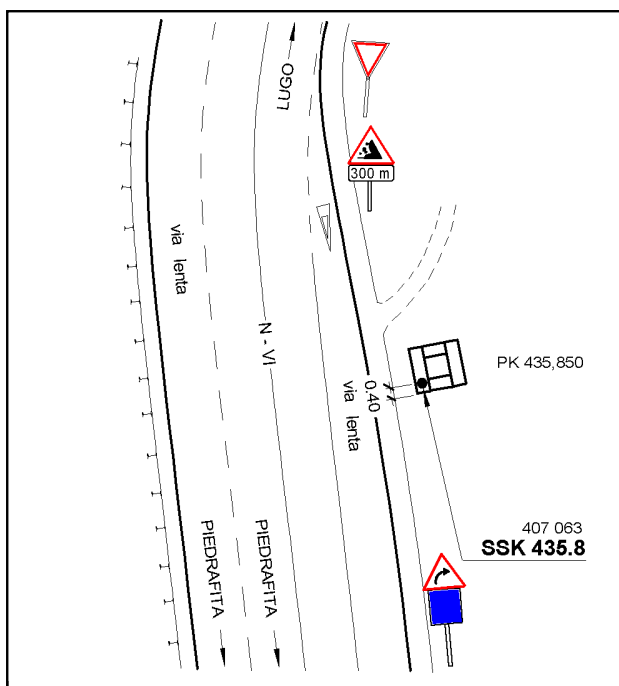 LUGO
300 m
via lenta
N - VI
PK 435,850
0.40
via lenta
407 063
SSK 435.8
PIEDRAFITA
PIEDRAFITA